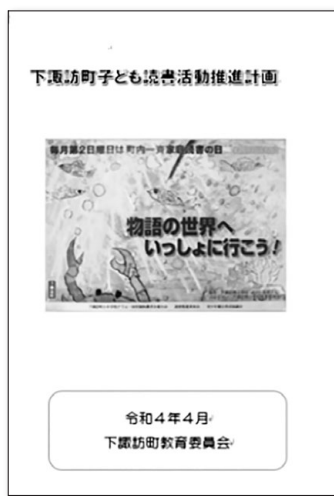 下諏訪町子ども読書活動推進計画
毎月第2日曜日は 町内一斉家庭読書の日
物語の世界へ
いっしょに行こう!
令和4年4月
下諏訪町教育委員会